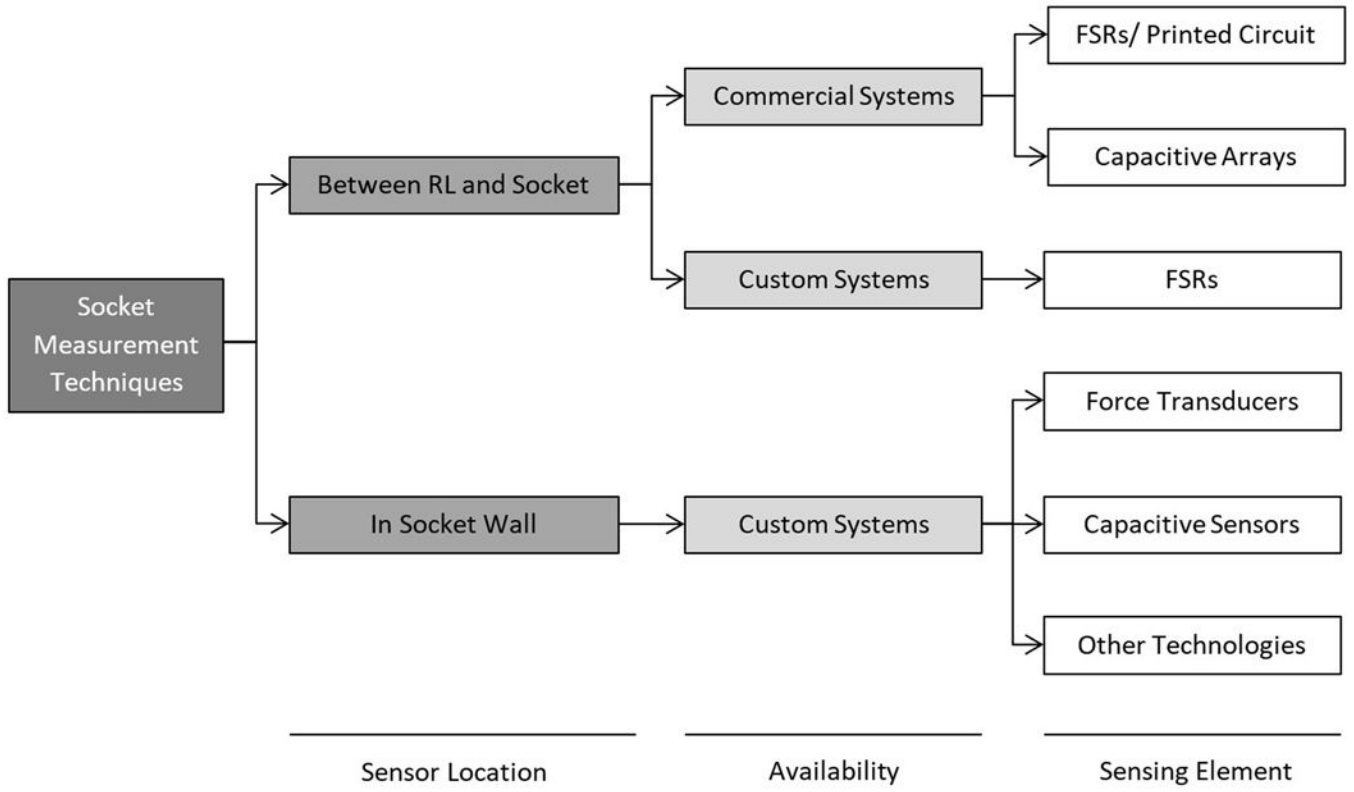 FSRs/ Printed Circuit
Commercial Systems
Capacitive Arrays
Between RL and Socket
Custom Systems
FSRs
Socket
Measurement
Techniques
Force Transducers
In Socket Wall
Custom Systems
Capacitive Sensors
Other Technologies
Sensor Location
Availability
Sensing Element